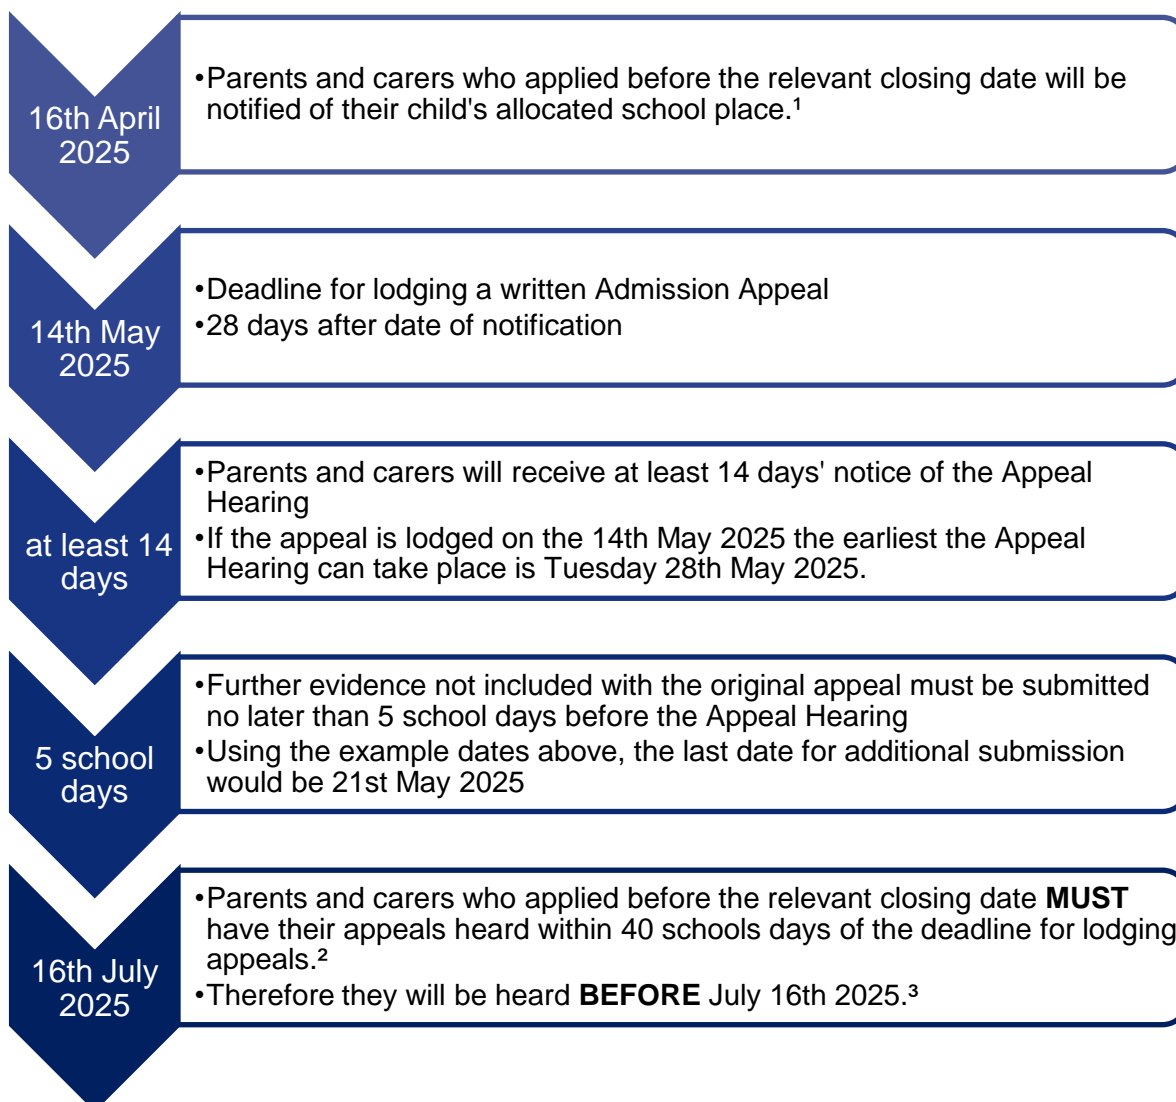 16th April
2025
•Parents and carers who applied before the relevant closing date will be
notified of their child's allocated school place.¹
14th May
2025
•Deadline for lodging a written Admission Appeal
•28 days after date of notification
at least 14
days
•Parents and carers will receive at least 14 days' notice of the Appeal
Hearing
•If the appeal is lodged on the 14th May 2025 the earliest the Appeal
Hearing can take place is Tuesday 28th May 2025.
5 school
days
•Further evidence not included with the original appeal must be submitted
no later than 5 school days before the Appeal Hearing
•Using the example dates above, the last date for additional submission
would be 21st May 2025
16th July
2025
•Parents and carers who applied before the relevant closing date MUST
have their appeals heard within 40 schools days of the deadline for lodging
appeals.²
•Therefore they will be heard BEFORE July 16th 2025.³